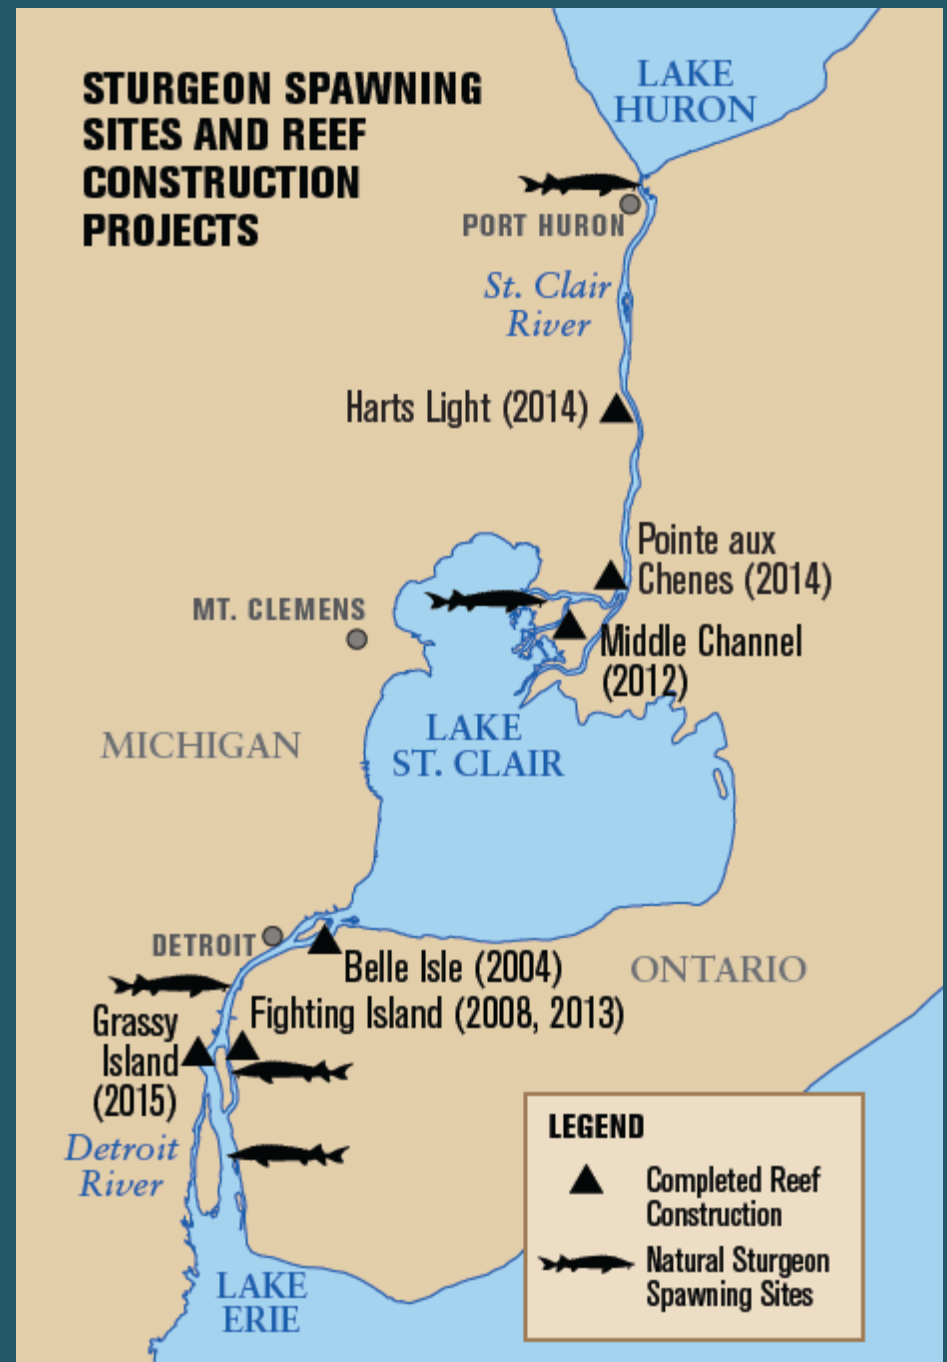 STURGEON SPAWNING
SITES AND REEF
CONSTRUCTION
PROJECTS
LAKE
HURON
PORT HURON
St. Clair
River
Harts Light (2014)
Pointe aux
Chenes (2014)
MT. CLEMENS
Middle Channel
(2012)
MICHIGAN
LAKE
ST. CLAIR
DETROIT
Belle Isle (2004)
ONTARIO
Fighting Island (2008, 2013)
Grassy
Island
(2015)
Detroit
River
LAKE
ERIE
LEGEND
Completed Reef
Construction
Natural Sturgeon
Spawning Sites